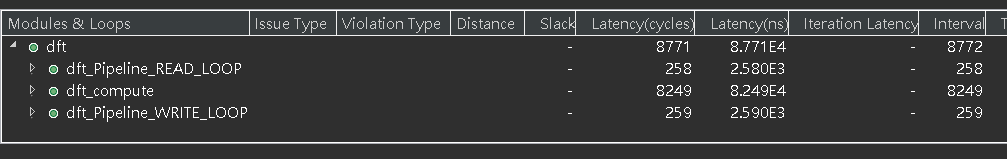 Modules & Loops Issue Type Violation Type Distance Slack Latency(cycles) Latency(ns) Iteration Latency Interval T
dft - 8771 8.771E4 - 8772
dft_Pipeline_READ_LOOP - 258 2.580E3 - 258
dft_compute - 8249 8.249E4 - 8249
dft_Pipeline_WRITE_LOOP - 259 2.590E3 - 259